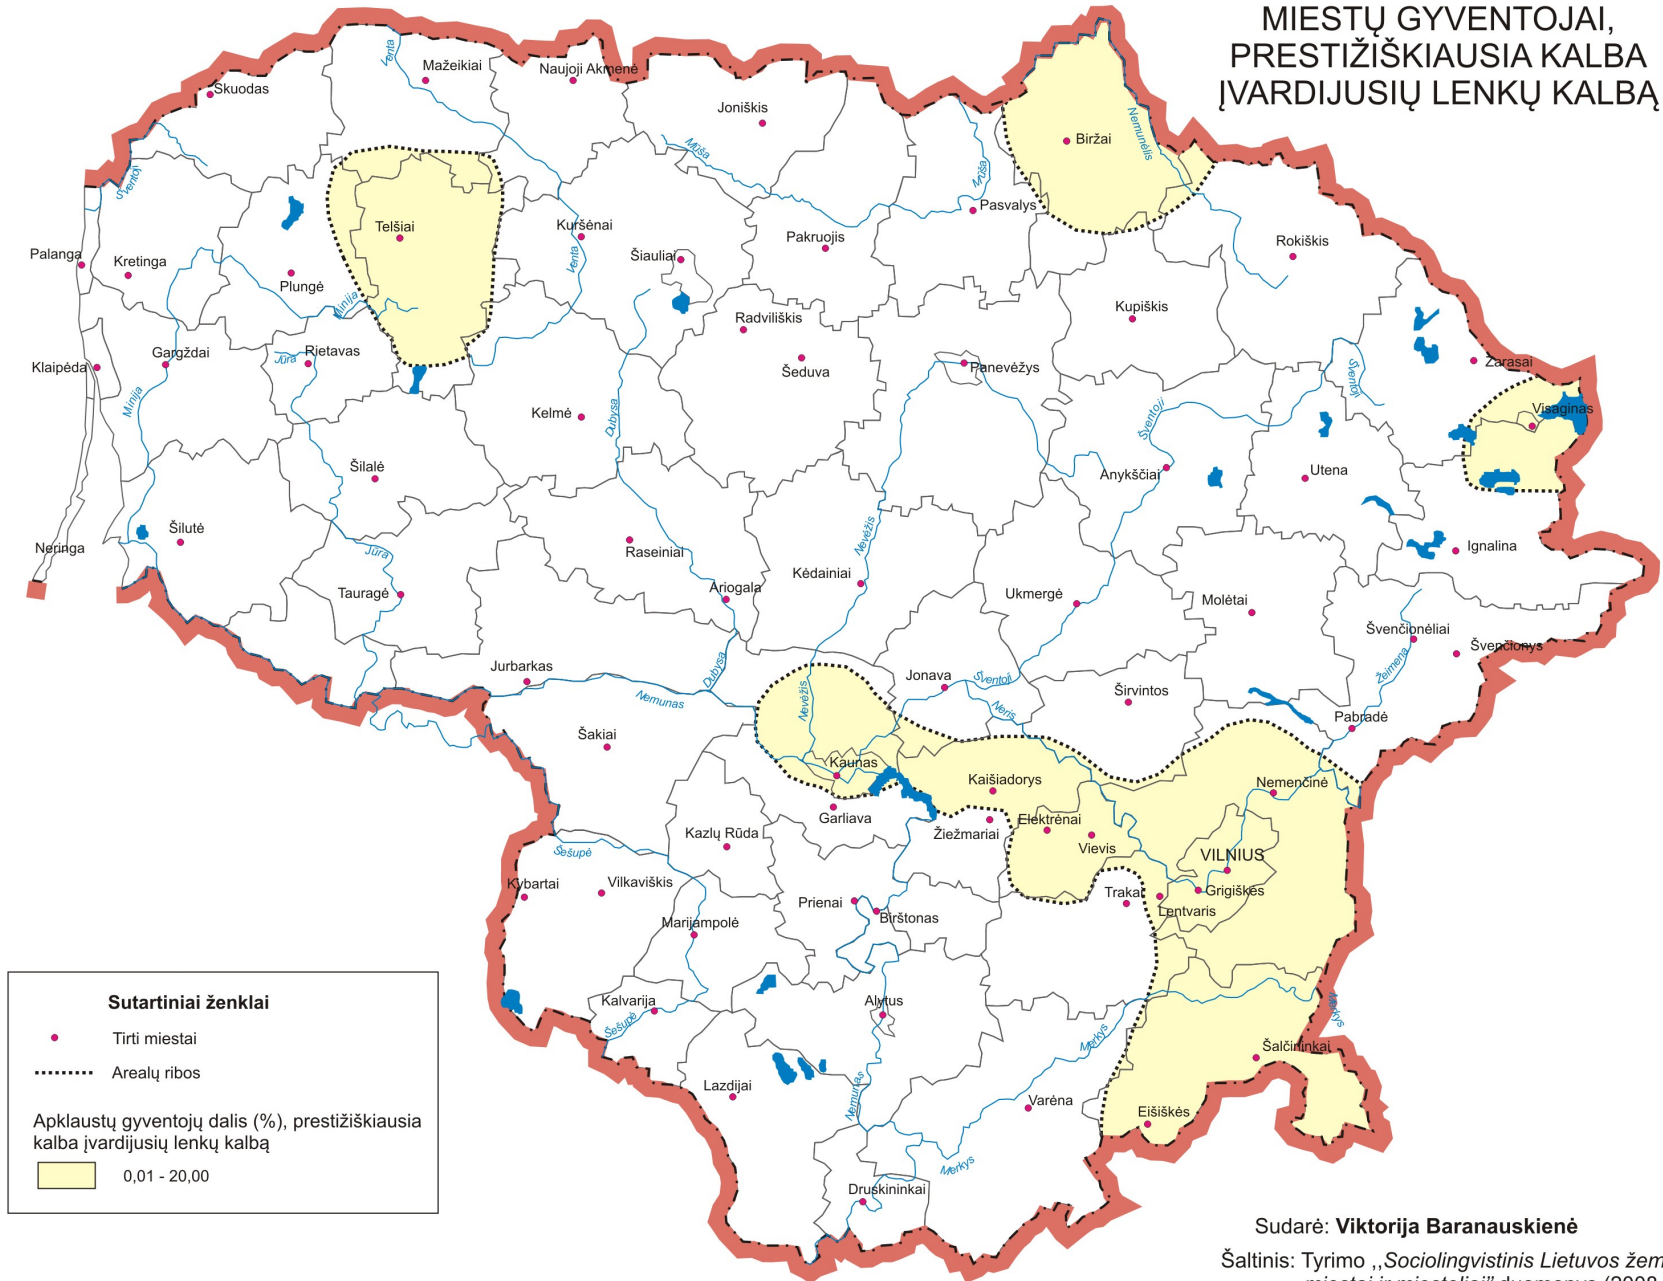 MIESTŲ GYVENTOJAI,
PRESTIŽIŠKIAUSIA KALBA
ĮVARDIJUSIŲ LENKŲ KALBĄ
Skuodas
Venta
Mažeikiai
Naujoji Akmenė
Joniškis
Mūša
Mūša
Biržai
Nemunėlis
Šventoji
Telšiai
Kuršėnai
Venta
Šiauliai
Pakruojis
Pasvalys
Rokiškis
Palanga
Kretinga
Plungė
Minija
Radviliškis
Kupiškis
Klaipėda
Gargždai
Jūra
Rietavas
Šeduva
Panevėžys
Šventoji
Zarasai
Minija
Kelmė
Dubysa
Šventoji
Visaginas
Šilalė
Anykščiai
Utena
Neringa
Šilutė
Jūra
Raseiniai
Nevėžis
Ignalina
Tauragė
Ariogala
Kėdainiai
Ukmergė
Molėtai
Švenčionėliai
Švenčionys
Žeimena
Jurbarkas
Nemunas
Dubysa
Nevėžis
Jonava
Šventoji
Neris
Širvintos
Pabradė
Šakiai
Kaunas
Kaišiadorys
Nemenčinė
Garliava
Kazlų Rūda
Žiežmariai
Elektrėnai
Vievis
VILNIUS
Šešupė
Kybartai
Vilkaviškis
Marijampolė
Prienai
Birštonas
Trakai
Lentvaris
Grigiškės
Kalvarija
Šešupė
Alytus
Merkys
Merkys
Šalčininkai
Lazdijai
Nemunas
Varėna
Eišiškės
Merkys
Druskininkai
Sutartiniai ženklai
Tirti miestai
Arealų ribos
Apklaustų gyventojų dalis (%), prestižiškiausia
kalba įvardijusių lenkų kalbą
0,01 - 20,00
Sudarė: Viktorija Baranauskienė
Šaltinis: Tyrimo ,,Sociolingvistinis Lietuvos žem